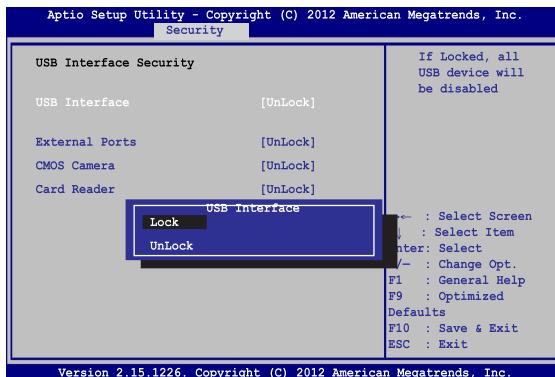 Aptio Setup Utility - Copyright (C) 2012 American Megatrends, Inc.
Security
USB Interface Security
USB Interface [UnLock]
External Ports [UnLock]
CMOS Camera [UnLock]
Card Reader [UnLock]
USB Interface
Lock
UnLock
If Locked, all
USB device will
be disabled
← : Select Screen
↓ : Select Item
nter: Select
/— : Change Opt.
F1 : General Help
F9 : Optimized
Defaults
F10 : Save & Exit
ESC : Exit
Version 2.15.1226. Copyright (C) 2012 American Megatrends, Inc.